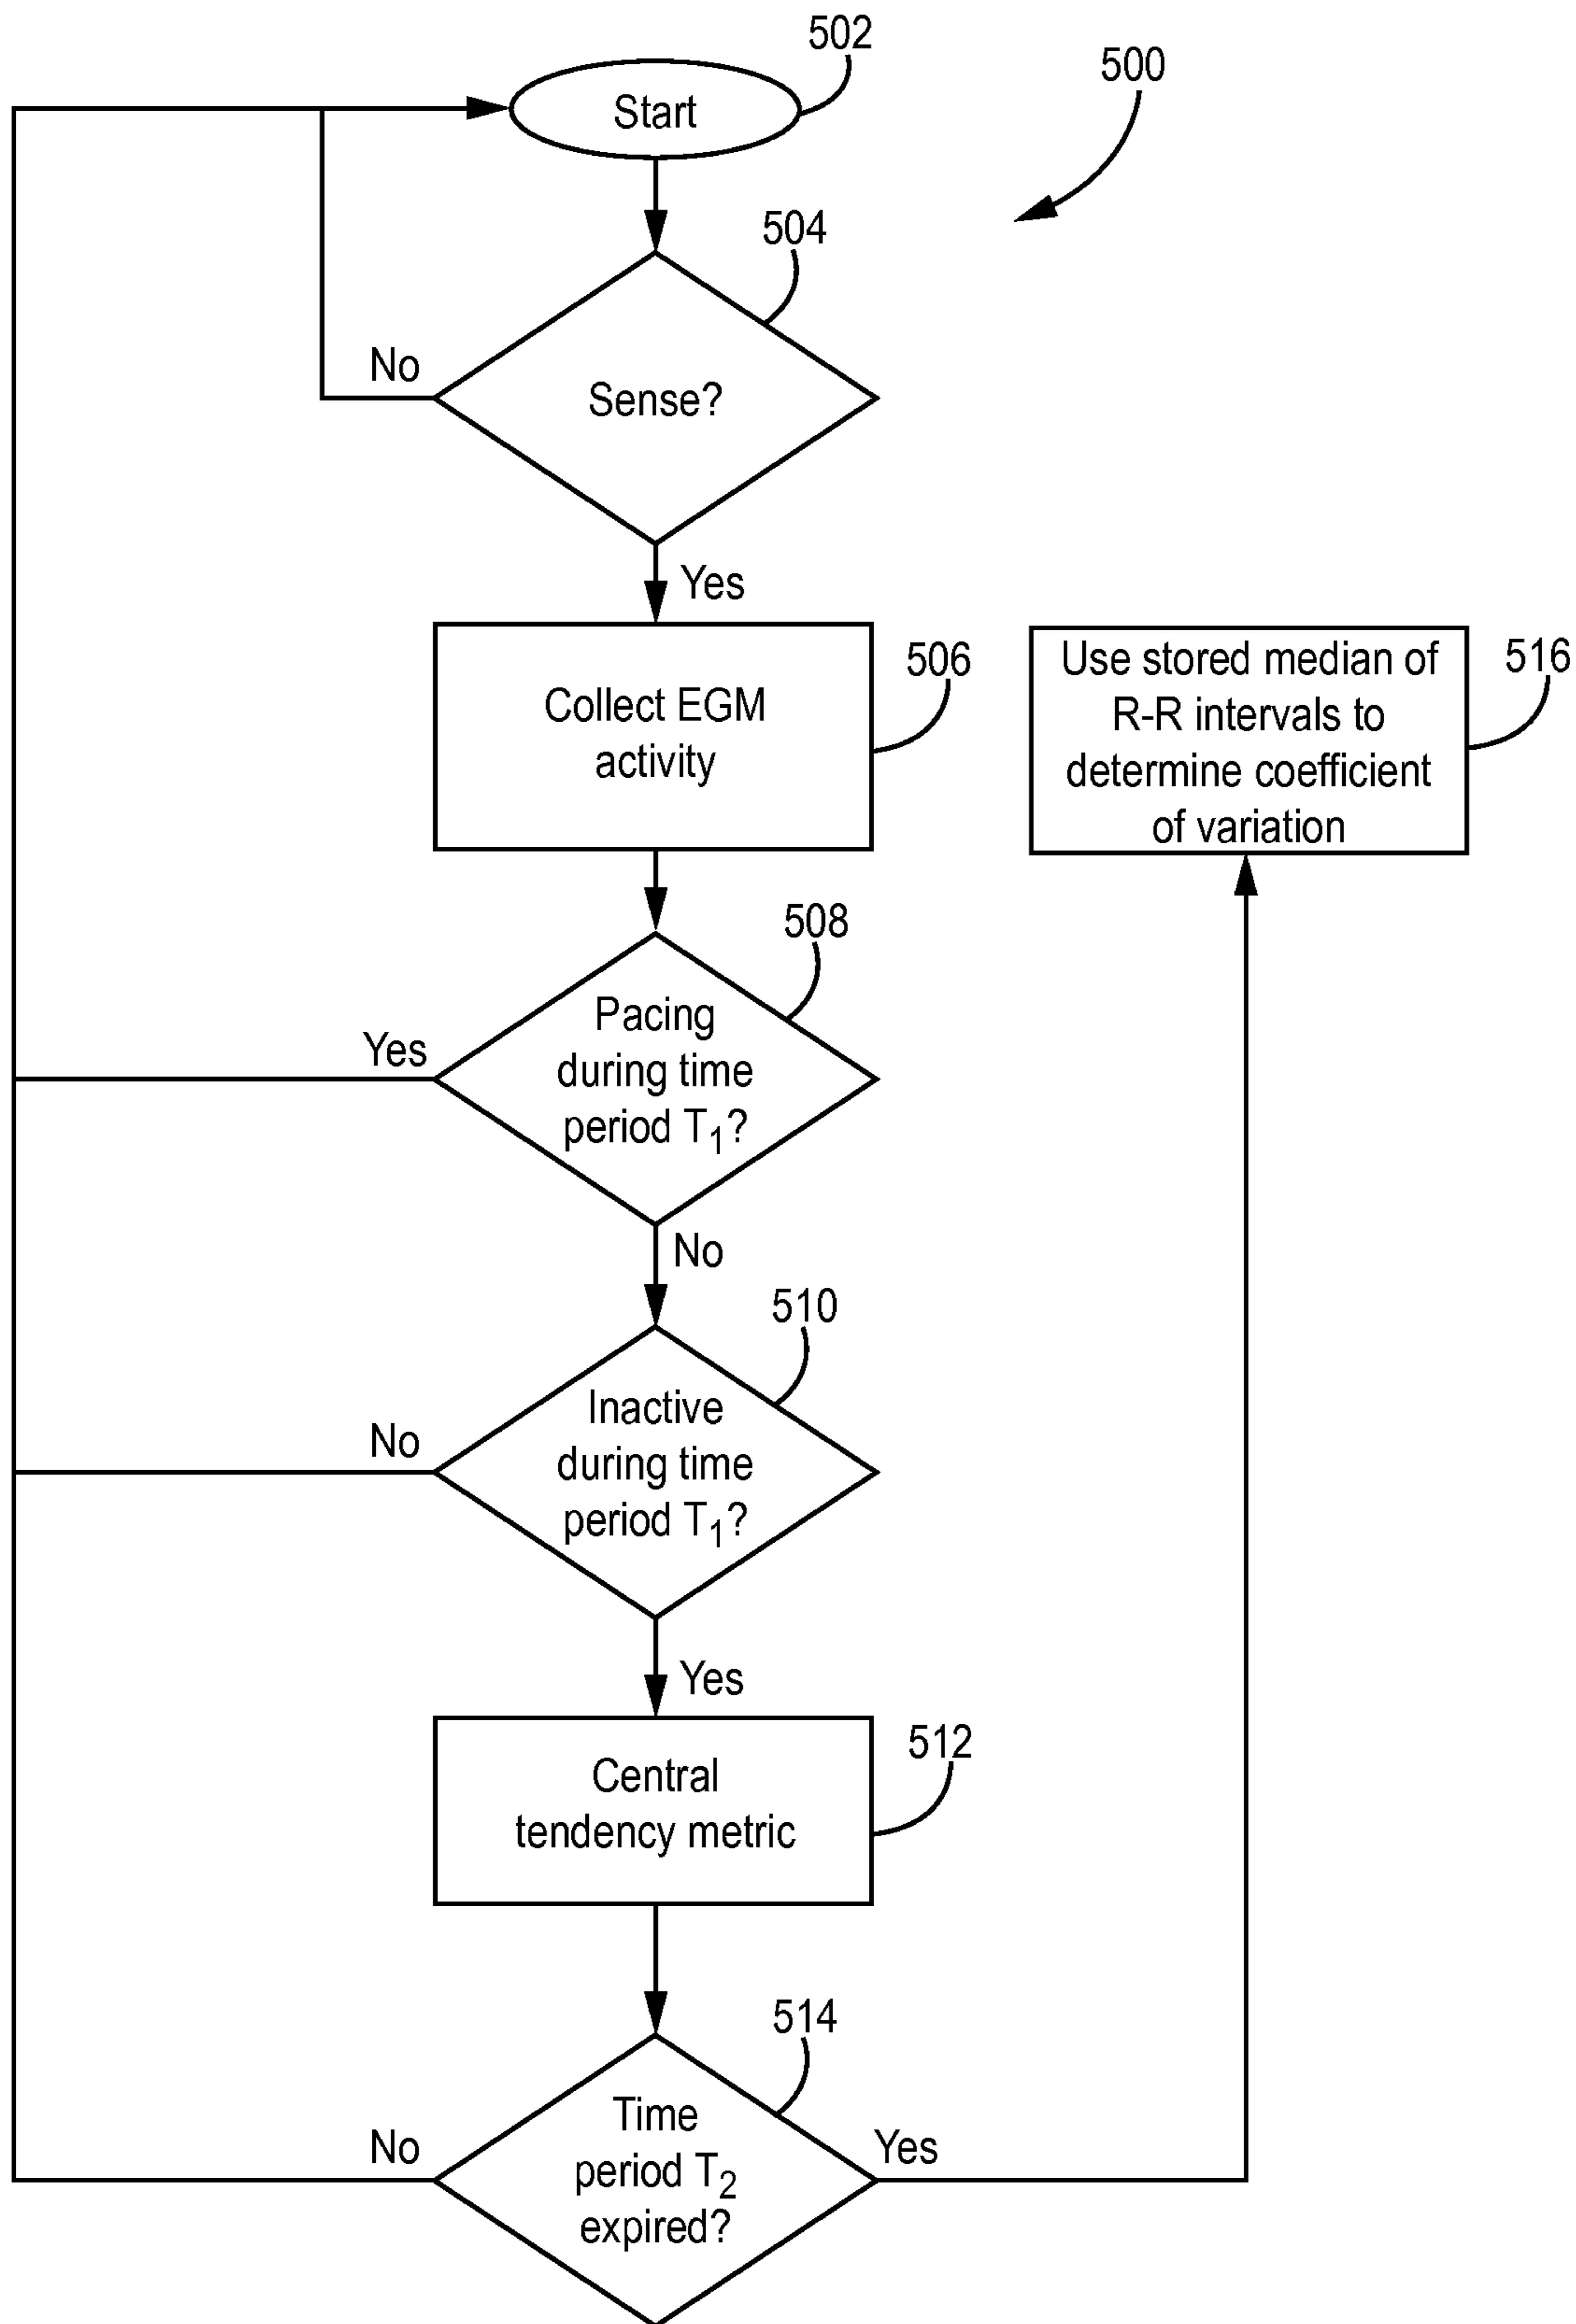 502
500
Start
504
No
Sense?
Yes
506
Collect EGM
activity
516
Use stored median of
R-R intervals to
determine coefficient
of variation
508
Yes
Pacing
during time
period T₁?
No
510
No
Inactive
during time
period T₁?
Yes
512
Central
tendency metric
514
No
Time
period T₂
expired?
Yes